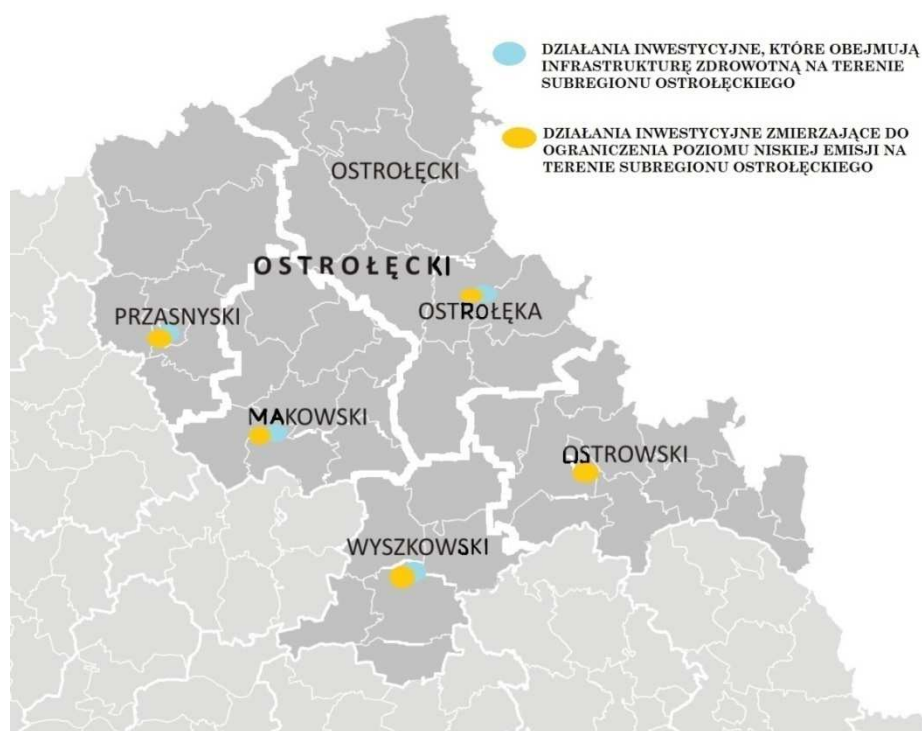 DZIAŁANIA INWESTYCYJNE, KTÓRE OBEJMUJĄ
INFRASTRUKTURĘ ZDROWOTNĄ NA TERENIE
SUBREGIONU OSTROŁĘCKIEGO
DZIAŁANIA INWESTYCYJNE ZMIERZAJĄCE DO
OGRANICZENIA POZIOMU NISKIEJ EMISJI NA
TERENIE SUBREGIONU OSTROŁĘCKIEGO
OSTROŁĘCKI
OSTROŁĘCKI
OSTROŁĘKA
PRZASNYSKI
MAKOWSKI
OSTROWSKI
WYSZKOWSKI